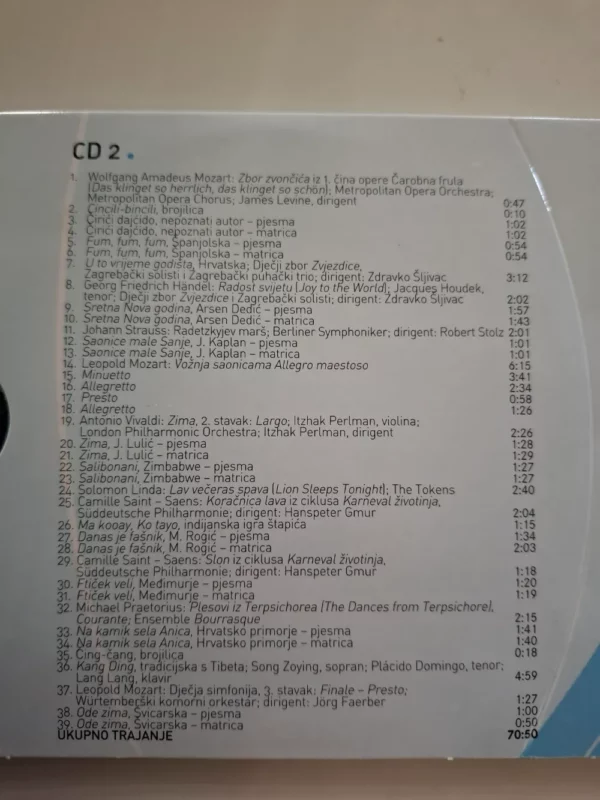 CD 2
1. Wolfgang Amadeus Mozart: Zbor zvončića iz 1. čina opere Čarobna frula
(Das klinget so herrlich, das klinget so schön); Metropolitan Opera Orchestra;
Metropolitan Opera Chorus; James Levine, dirigent 0:47
2. Cincili-bincili, brojilica 0:10
3. Ćirići dajćido, nepoznati autor – pjesma 1:02
4. Ćirići dajćido, nepoznati autor – matrica 1:02
5. Fum, fum, fum, Španjolska – pjesma 0:54
6. Fum, fum, fum, Španjolska – matrica 0:54
7. U to vrijeme godišta, Hrvatska; Dječji zbor Zvjezdice,
Zagrebački solisti i Zagrebački puhački trio; dirigent: Zdravko Šljivac 3:12
8. Georg Friedrich Händel: Radost svijetu (Joy to the World); Jacques Houdek,
tenor; Dječji zbor Zvjezdice i Zagrebački solisti; dirigent: Zdravko Šljivac 2:02
9. Sretna Nova godina, Arsen Dedić – pjesma 1:57
10. Sretna Nova godina, Arsen Dedić – matrica 1:43
11. Johann Strauss: Radetzkyjev marš; Berliner Symphoniker; dirigent: Robert Stolz 2:01
12. Saonice male Sanje, J. Kaplan – pjesma 1:01
13. Saonice male Sanje, J. Kaplan – matrica 1:01
14. Leopold Mozart: Vožnja saonicama Allegro maestoso 6:15
15. Minuetto 3:41
16. Allegretto 2:34
17. Presto 0:58
18. Allegretto 1:26
19. Antonio Vivaldi: Zima, 2. stavak: Largo; Itzhak Perlman, violina;
London Philharmonic Orchestra; Itzhak Perlman, dirigent 2:26
20. Zima, J. Lulić – pjesma 1:28
21. Zima, J. Lulić – matrica 1:29
22. Salibonani, Zimbabwe – pjesma 1:27
23. Salibonani, Zimbabwe – matrica 1:27
24. Solomon Linda: Lav večeras spava (Lion Sleeps Tonight); The Tokens 2:40
25. Camille Saint – Saens: Koračnica lava iz ciklusa Karneval životinja,
Süddeutsche Philharmonie; dirigent: Hanspeter Gmur 2:04
26. Ma kooay, Ko tayo, indijanska igra štapića 1:15
27. Danas je fašnik, M. Rogić – pjesma 1:34
28. Danas je fašnik, M. Rogić – matrica 2:03
29. Camille Saint – Saens: Slon iz ciklusa Karneval životinja,
Süddeutsche Philharmonie; dirigent: Hanspeter Gmur 1:18
30. Ftiček veli, Međimurje – pjesma 1:20
31. Ftiček veli, Međimurje – matrica 1:19
32. Michael Praetorius: Plesovi iz Terpsichorea (The Dances from Terpsichore),
Courante; Ensemble Bourrasque 2:15
33. Na kamik sela Anica, Hrvatsko primorje – pjesma 1:41
34. Na kamik sela Anica, Hrvatsko primorje – matrica 1:40
35. Čing-čang, brojilica 0:18
36. Kang Ding, tradicijska s Tibeta; Song Zoying, sopran; Plácido Domingo, tenor;
Lang Lang, klavir 4:59
37. Leopold Mozart: Dječja simfonija, 3. stavak: Finale – Presto;
Würtemberški komorni orkestar; dirigent: Jörg Faerber 1:27
38. Ode zima, Švicarska – pjesma 1:00
39. Ode zima, Švicarska – matrica 0:50
UKUPNO TRAJANJE 70:50